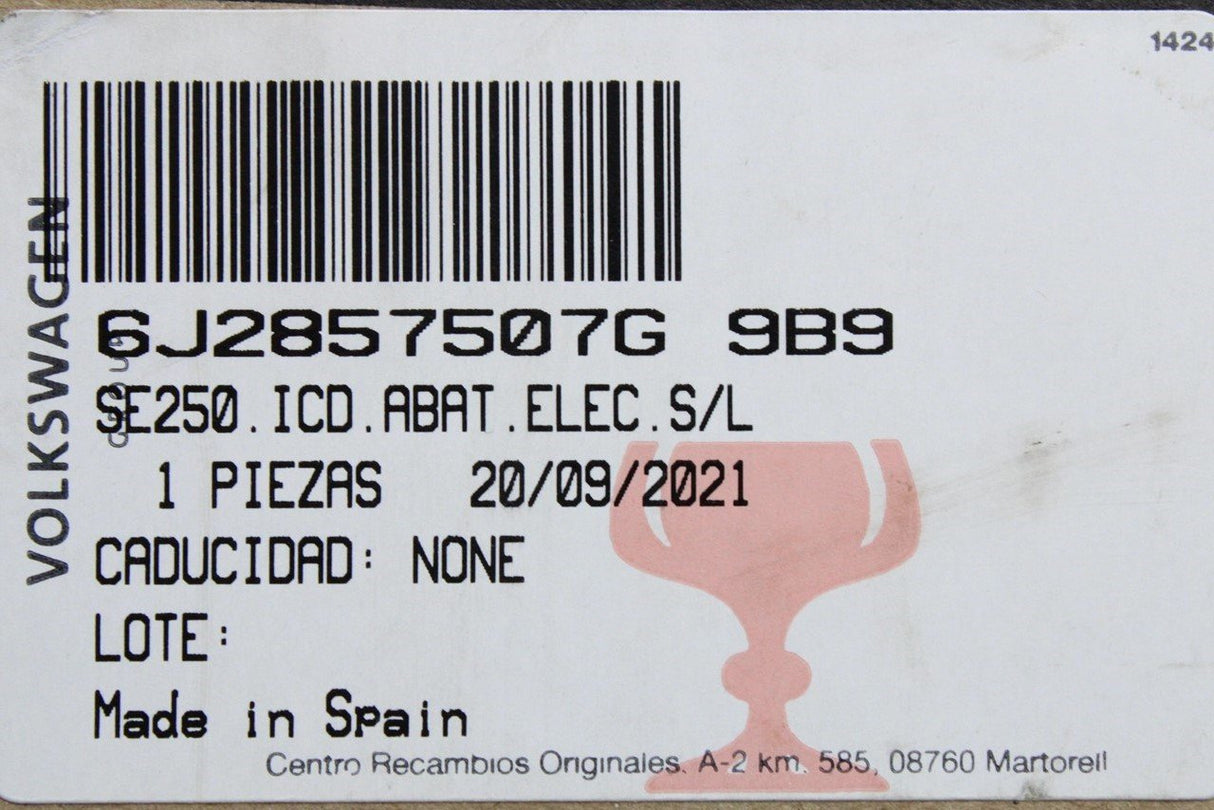 1424
VOLKSWAGEN
GROUP
6J2857507G 9B9
SE250.ICD.ABAT.ELEC.S/L
1 PIEZAS 20/09/2021
CADUCIDAD: NONE
LOTE:
Made in Spain
Centro Recambios Originales. A-2 km. 585, 08760 Martorell